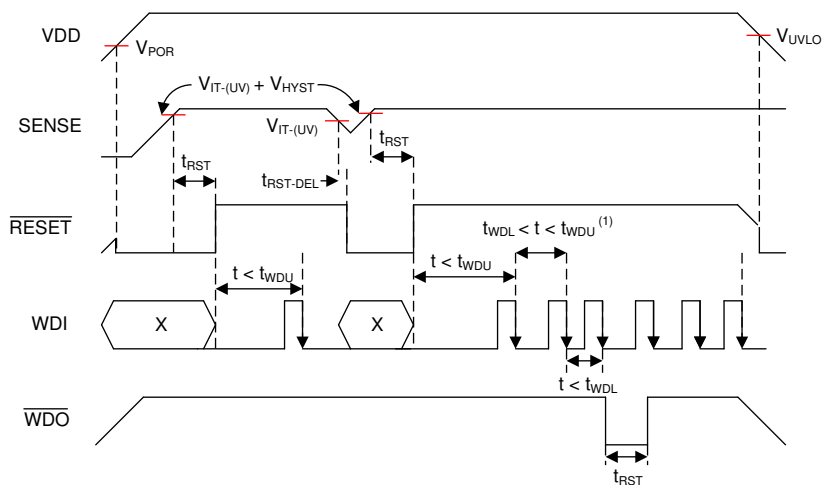 VDD
V_POR
V_UVLO
V_IT-(UV) + V_HYST
SENSE
V_IT-(UV)
t_RST
t_RST
t_RST-DEL
RESET
t_WDL < t < t_WDU (1)
t < t_WDU
t < t_WDU
WDI
X
X
t < t_WDL
WDO
t_RST